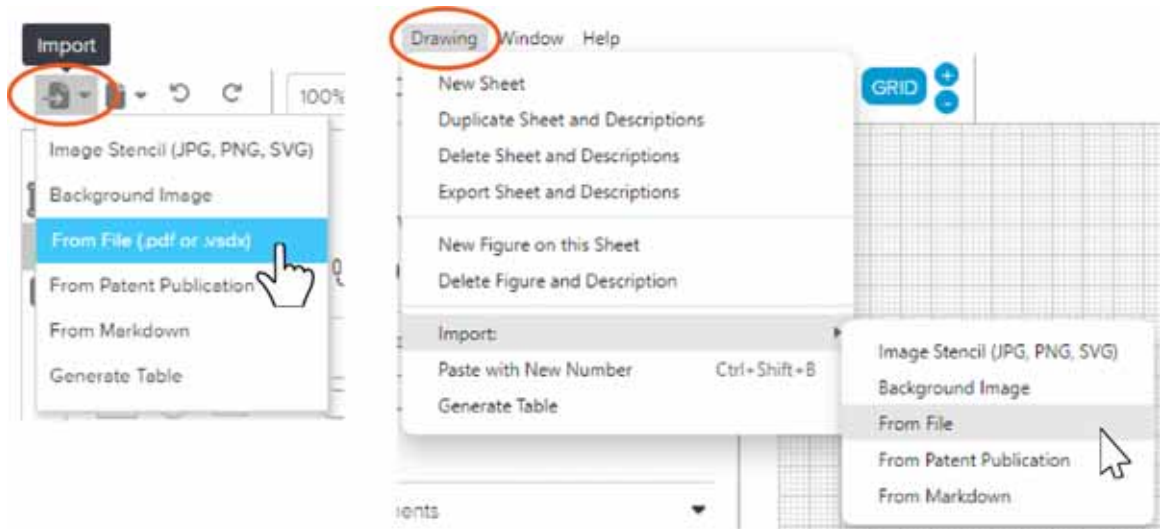 Import
100%
Image Stencil (JPG, PNG, SVG)
Background Image
From File (.pdf or .vsdx)
From Patent Publication
From Markdown
Generate Table
Drawing Window Help
New Sheet
Duplicate Sheet and Descriptions
Delete Sheet and Descriptions
Export Sheet and Descriptions
New Figure on this Sheet
Delete Figure and Description
Import:
Paste with New Number Ctrl+Shift+B
Generate Table
GRID
+
-
Image Stencil (JPG, PNG, SVG)
Background Image
From File
From Patent Publication
From Markdown
ents